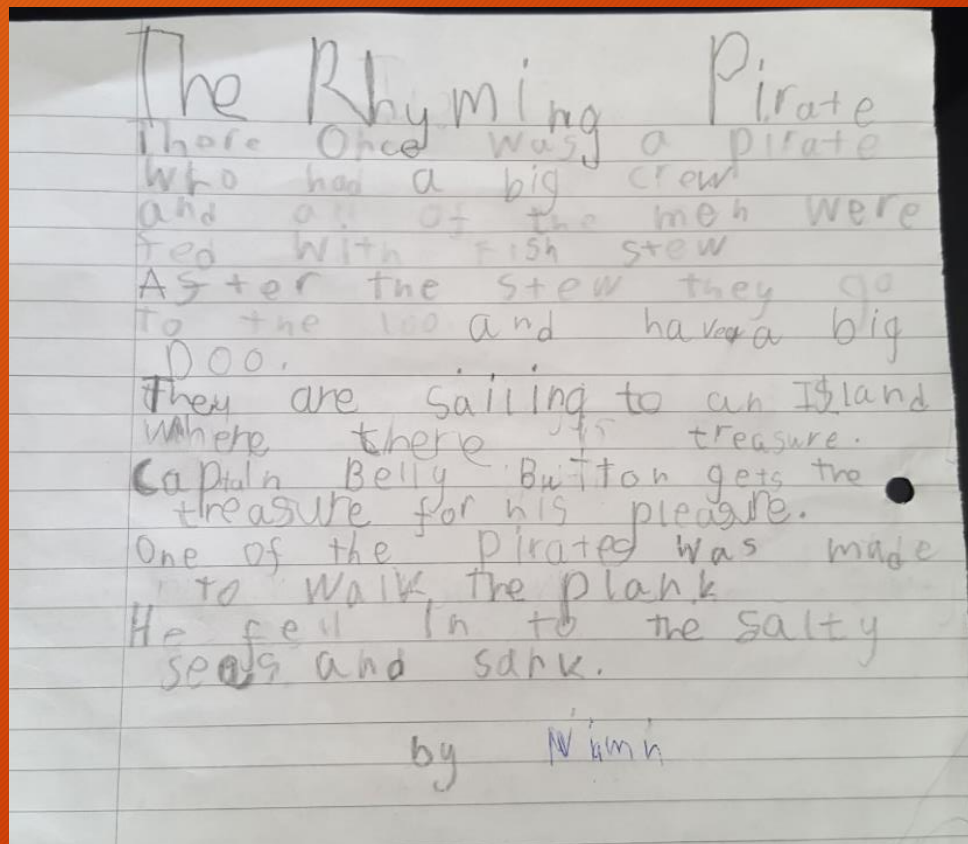 The Rhyming Pirate
There Once was a pirate
who had a big crew
and all of the men were
fed with fish stew
After the stew they go
to the loo and have a big
Doo.
They are sailing to an Island
where there is treasure.
Captain Belly Button gets the
treasure for his pleasure.
One of the pirated was made
to walk the plank
He fell in to the salty
seas and sank.
by